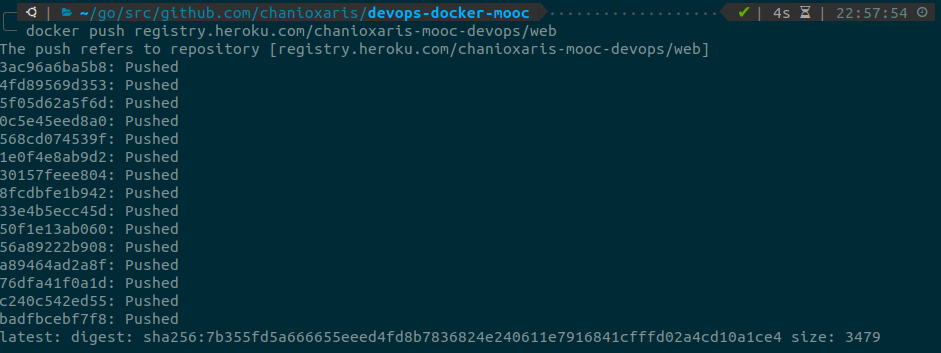 | ~/go/src/github.com/chanioxaris/devops-docker-mooc ✔ | 4s | 22:57:54
docker push registry.heroku.com/chanioxaris-mooc-devops/web
The push refers to repository [registry.heroku.com/chanioxaris-mooc-devops/web]
3ac96a6ba5b8: Pushed
4fd89569d353: Pushed
5f05d62a5f6d: Pushed
0c5e45eed8a0: Pushed
568cd074539f: Pushed
1e0f4e8ab9d2: Pushed
30157feee804: Pushed
8fcdbfe1b942: Pushed
33e4b5ecc45d: Pushed
50f1e13ab060: Pushed
56a89222b908: Pushed
a89464ad2a8f: Pushed
76dfa41f0a1d: Pushed
c240c542ed55: Pushed
badfbcebf7f8: Pushed
latest: digest: sha256:7b355fd5a666655eeed4fd8b7836824e240611e7916841cfffd02a4cd10a1ce4 size: 3479